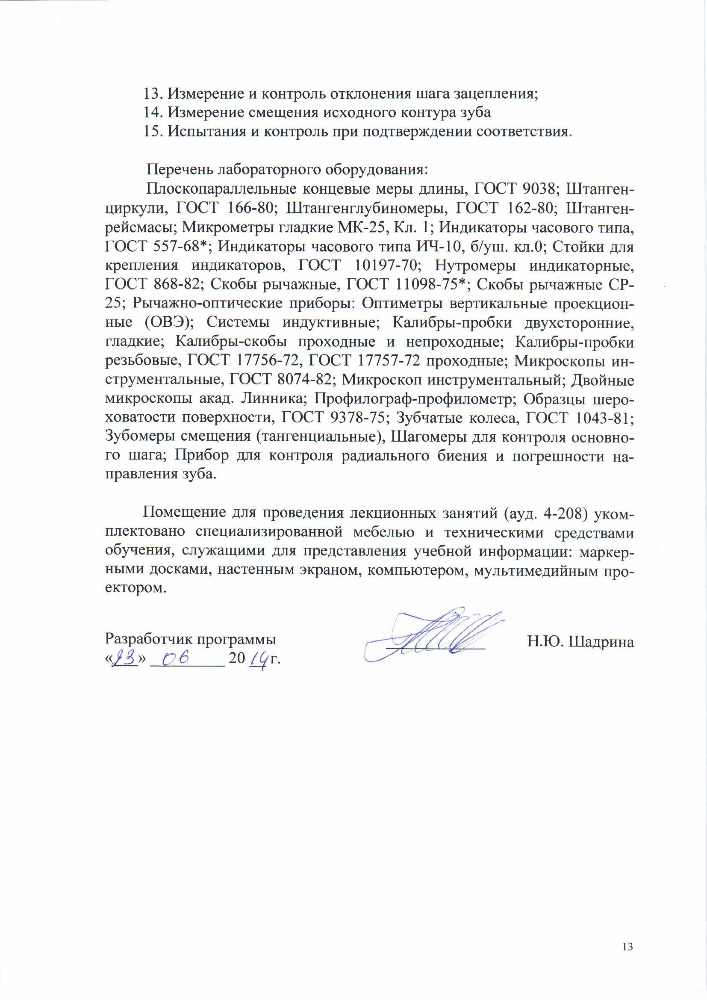 13. Измерение и контроль отклонения шага зацепления;
14. Измерение смещения исходного контура зуба
15. Испытания и контроль при подтверждении соответствия.
Перечень лабораторного оборудования:
Плоскопараллельные концевые меры длины, ГОСТ 9038; Штанген-
циркули, ГОСТ 166-80; Штангенглубиномеры, ГОСТ 162-80; Штанген-
рейсмасы; Микрометры гладкие МК-25, Кл. 1; Индикаторы часового типа,
ГОСТ 557-68*; Индикаторы часового типа ИЧ-10, б/уш. кл.0; Стойки для
крепления индикаторов, ГОСТ 10197-70; Нутромеры индикаторные,
ГОСТ 868-82; Скобы рычажные, ГОСТ 11098-75*; Скобы рычажные СР-
25; Рычажно-оптические приборы: Оптиметры вертикальные проекцион-
ные (ОВЭ); Системы индуктивные; Калибры-пробки двухсторонние,
гладкие; Калибры-скобы проходные и непроходные; Калибры-пробки
резьбовые, ГОСТ 17756-72, ГОСТ 17757-72 проходные; Микроскопы ин-
струментальные, ГОСТ 8074-82; Микроскоп инструментальный; Двойные
микроскопы акад. Линника; Профилограф-профилометр; Образцы шеро-
ховатости поверхности, ГОСТ 9378-75; Зубчатые колеса, ГОСТ 1043-81;
Зубомеры смещения (тангенциальные), Шагомеры для контроля основно-
го шага; Прибор для контроля радиального биения и погрешности на-
правления зуба.
Помещение для проведения лекционных занятий (ауд. 4-208) уком-
плектовано специализированной мебелью и техническими средствами
обучения, служащими для представления учебной информации: маркер-
ными досками, настенным экраном, компьютером, мультимедийным про-
ектором.
Разработчик программы Н.Ю. Шадрина
«23» 06 2014 г.
13